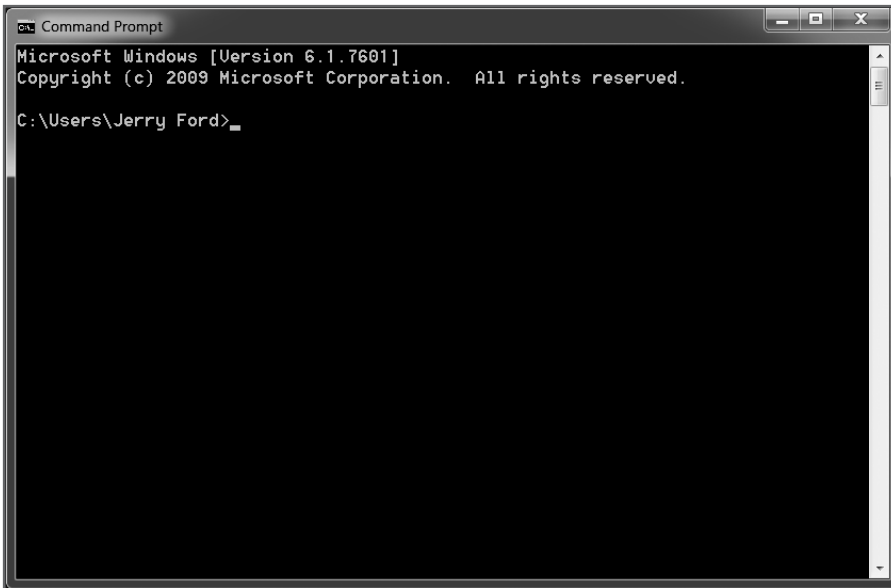 Command Prompt
Microsoft Windows [Version 6.1.7601]
Copyright (c) 2009 Microsoft Corporation.  All rights reserved.
C:\Users\Jerry Ford>_